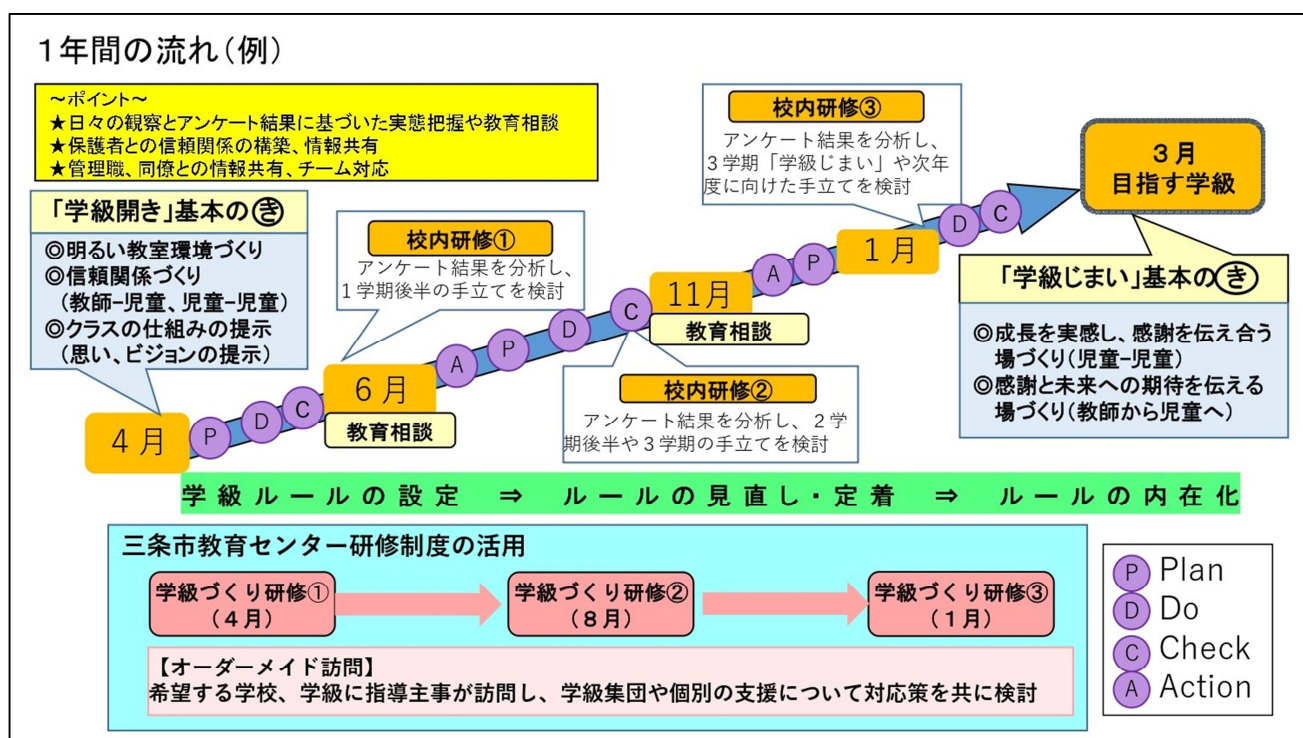 1年間の流れ(例)
～ポイント～
★日々の観察とアンケート結果に基づいた実態把握や教育相談
★保護者との信頼関係の構築、情報共有
★管理職、同僚との情報共有、チーム対応
「学級開き」基本のき
◎明るい教室環境づくり
◎信頼関係づくり
(教師-児童、児童-児童)
◎クラスの仕組みの提示
(思い、ビジョンの提示)
4月
P
D
C
校内研修①
アンケート結果を分析し、
1学期後半の手立てを検討
6月
教育相談
A
P
D
C
校内研修②
アンケート結果を分析し、2学
期後半や3学期の手立てを検討
11月
教育相談
A
P
校内研修③
アンケート結果を分析し、
3学期「学級じまい」や次年
度に向けた手立てを検討
1月
D
C
3月
目指す学級
「学級じまい」基本のき
◎成長を実感し、感謝を伝え合う
場づくり(児童-児童)
◎感謝と未来への期待を伝える
場づくり(教師から児童へ)
学級ルールの設定 ⇒ ルールの見直し・定着 ⇒ ルールの内在化
三条市教育センター研修制度の活用
学級づくり研修①
(4月)
学級づくり研修②
(8月)
学級づくり研修③
(1月)
【オーダーメイド訪問】
希望する学校、学級に指導主事が訪問し、学級集団や個別の支援について対応策を共に検討
P Plan
D Do
C Check
A Action